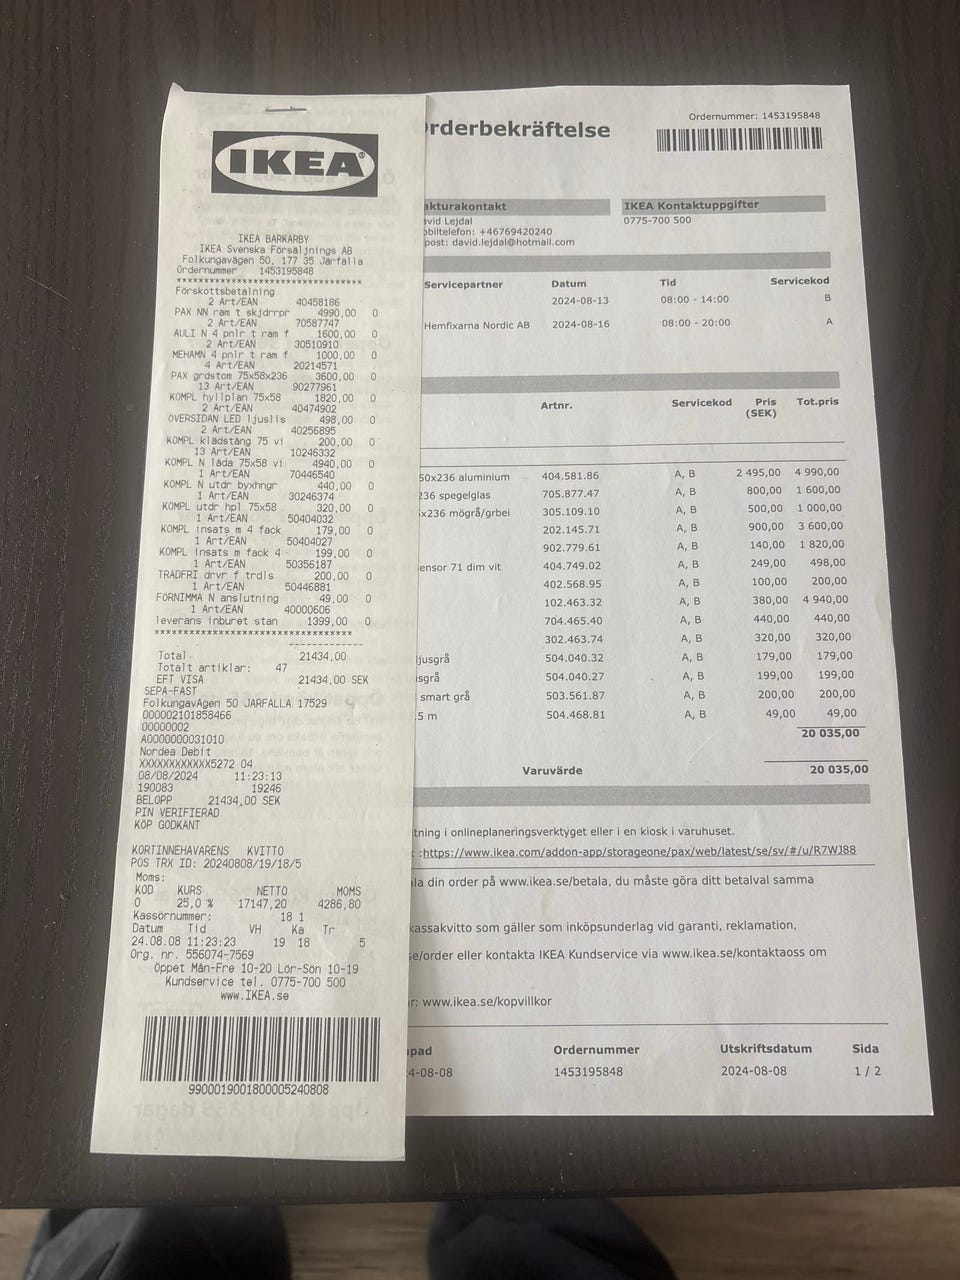 IKEA
IKEA BARKARBY
IKEA Svenska Försäljnings AB
Folkungavägen 50, 177 35 Järfälla
Ordernummer 1453195848
**********************************
Förskottsbetalning
2 Art/EAN 40458186
PAX NN ram t skjdrrpr 4990,00 0
2 Art/EAN 70587747
AULI N 4 pnlr t ram f 1600,00 0
2 Art/EAN 30510910
MEHAMN 4 pnlr t ram f 1000,00 0
4 Art/EAN 20214571
PAX grdstom 75x58x236 3600,00 0
13 Art/EAN 90277961
KOMPL hyllplan 75x58 1820,00 0
2 Art/EAN 40474902
ÖVERSIDAN LED ljuslis 498,00 0
2 Art/EAN 40256895
KOMPL klädstång 75 vi 200,00 0
13 Art/EAN 10246332
KOMPL N låda 75x58 vi 4940,00 0
1 Art/EAN 70446540
KOMPL N utdr byxhngr 440,00 0
1 Art/EAN 30246374
KOMPL utdr hpl 75x58 320,00 0
1 Art/EAN 50404032
KOMPL insats m 4 fack 179,00 0
1 Art/EAN 50404027
KOMPL insats m fack 4 199,00 0
1 Art/EAN 50356187
TRÅDFRI drvr f trdls 200,00 0
1 Art/EAN 50446881
FÖRNIMMA N anslutning 49,00 0
1 Art/EAN 40000606
leverans inburet stan 1399,00 0
**********************************
Total 21434,00
Totalt artiklar: 47
EFT VISA 21434,00 SEK
SEPA-FAST
FolkungavÄgen 50 JARFALLA 17529
000002101858466
00000002
A0000000031010
Nordea Debit
XXXXXXXXXXXX5272 04
08/08/2024 11:23:13
190083 19246
BELOPP 21434,00 SEK
PIN VERIFIERAD
KÖP GODKÄNT
KORTINNEHAVARENS KVITTO
POS TRX ID: 20240808/19/18/5
Moms:
KOD KURS NETTO MOMS
0 25,0 % 17147,20 4286,80
Kassörnummer: 18 1
Datum Tid VH Ka Tr
24.08.08 11:23:23 19 18 5
Org. nr. 556074-7569
Öppet Mån-Fre 10-20 Lör-Sön 10-19
Kundservice tel. 0775-700 500
www.IKEA.se
9900019001800005240808
rderbekräftelse
Ordernummer: 1453195848
akturakontakt IKEA Kontaktuppgifter
vid Lejdal 0775-700 500
obiltelefon: +46769420240
post: david.lejdal@hotmail.com
Servicepartner Datum Tid Servicekod
2024-08-13 08:00 - 14:00 B
Hemfixarna Nordic AB 2024-08-16 08:00 - 20:00 A
Artnr. Servicekod Pris (SEK) Tot.pris
50x236 aluminium 404.581.86 A, B 2 495,00 4 990,00
236 spegelglas 705.877.47 A, B 800,00 1 600,00
x236 mögrå/grbei 305.109.10 A, B 500,00 1 000,00
202.145.71 A, B 900,00 3 600,00
902.779.61 A, B 140,00 1 820,00
ensor 71 dim vit 404.749.02 A, B 249,00 498,00
402.568.95 A, B 100,00 200,00
102.463.32 A, B 380,00 4 940,00
704.465.40 A, B 440,00 440,00
302.463.74 A, B 320,00 320,00
jusgrå 504.040.32 A, B 179,00 179,00
sgrå 504.040.27 A, B 199,00 199,00
smart grå 503.561.87 A, B 200,00 200,00
5 m 504.468.81 A, B 49,00 49,00
20 035,00
Varuvärde 20 035,00
tning i onlineplaneringsverktyget eller i en kiosk i varuhuset.
:https://www.ikea.com/addon-app/storageone/pax/web/latest/se/sv/#/u/R7WJ88
la din order på www.ikea.se/betala, du måste göra ditt betalval samma
kassakvitto som gäller som inköpsunderlag vid garanti, reklamation,
se/order eller kontakta IKEA Kundservice via www.ikea.se/kontaktaoss om
r: www.ikea.se/kopvillkor
pad Ordernummer Utskriftsdatum Sida
4-08-08 1453195848 2024-08-08 1 / 2